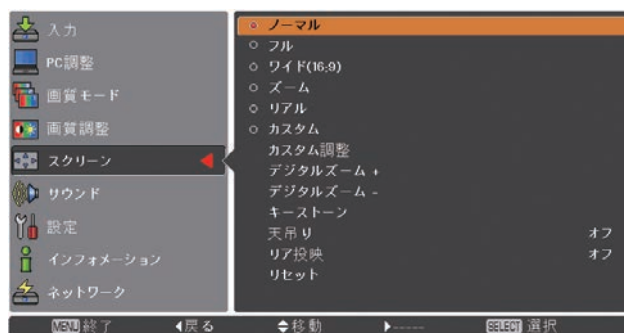 入力
PC調整
画質モード
画質調整
スクリーン
サウンド
設定
インフォメーション
ネットワーク
ノーマル
フル
ワイド(16:9)
ズーム
リアル
カスタム
カスタム調整
デジタルズーム +
デジタルズーム -
キーストーン
天吊り オフ
リア投映 オフ
リセット
MENU 終了 ◀戻る 移動 ▶----- SELECT 選択